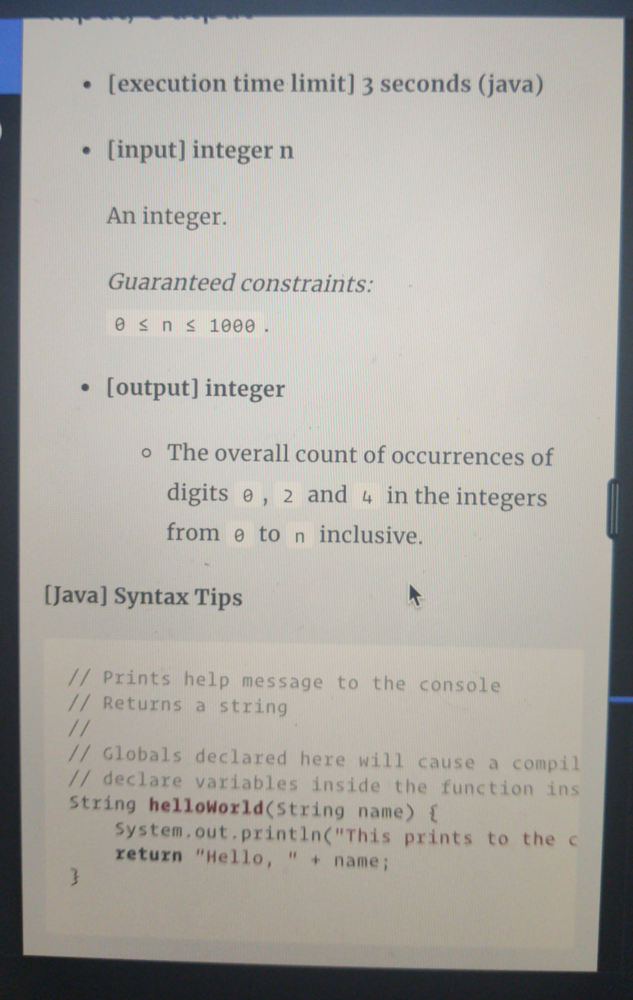 • [execution time limit] 3 seconds (java)
• [input] integer n
An integer.
Guaranteed constraints:
0 ≤ n ≤ 1000.
• [output] integer
◦ The overall count of occurrences of
digits 0, 2 and 4 in the integers
from 0 to n inclusive.
[Java] Syntax Tips
// Prints help message to the console
// Returns a string
//
// Globals declared here will cause a compil
// declare variables inside the function ins
String helloWorld(String name) {
    System.out.println("This prints to the c
    return "Hello, " + name;
}